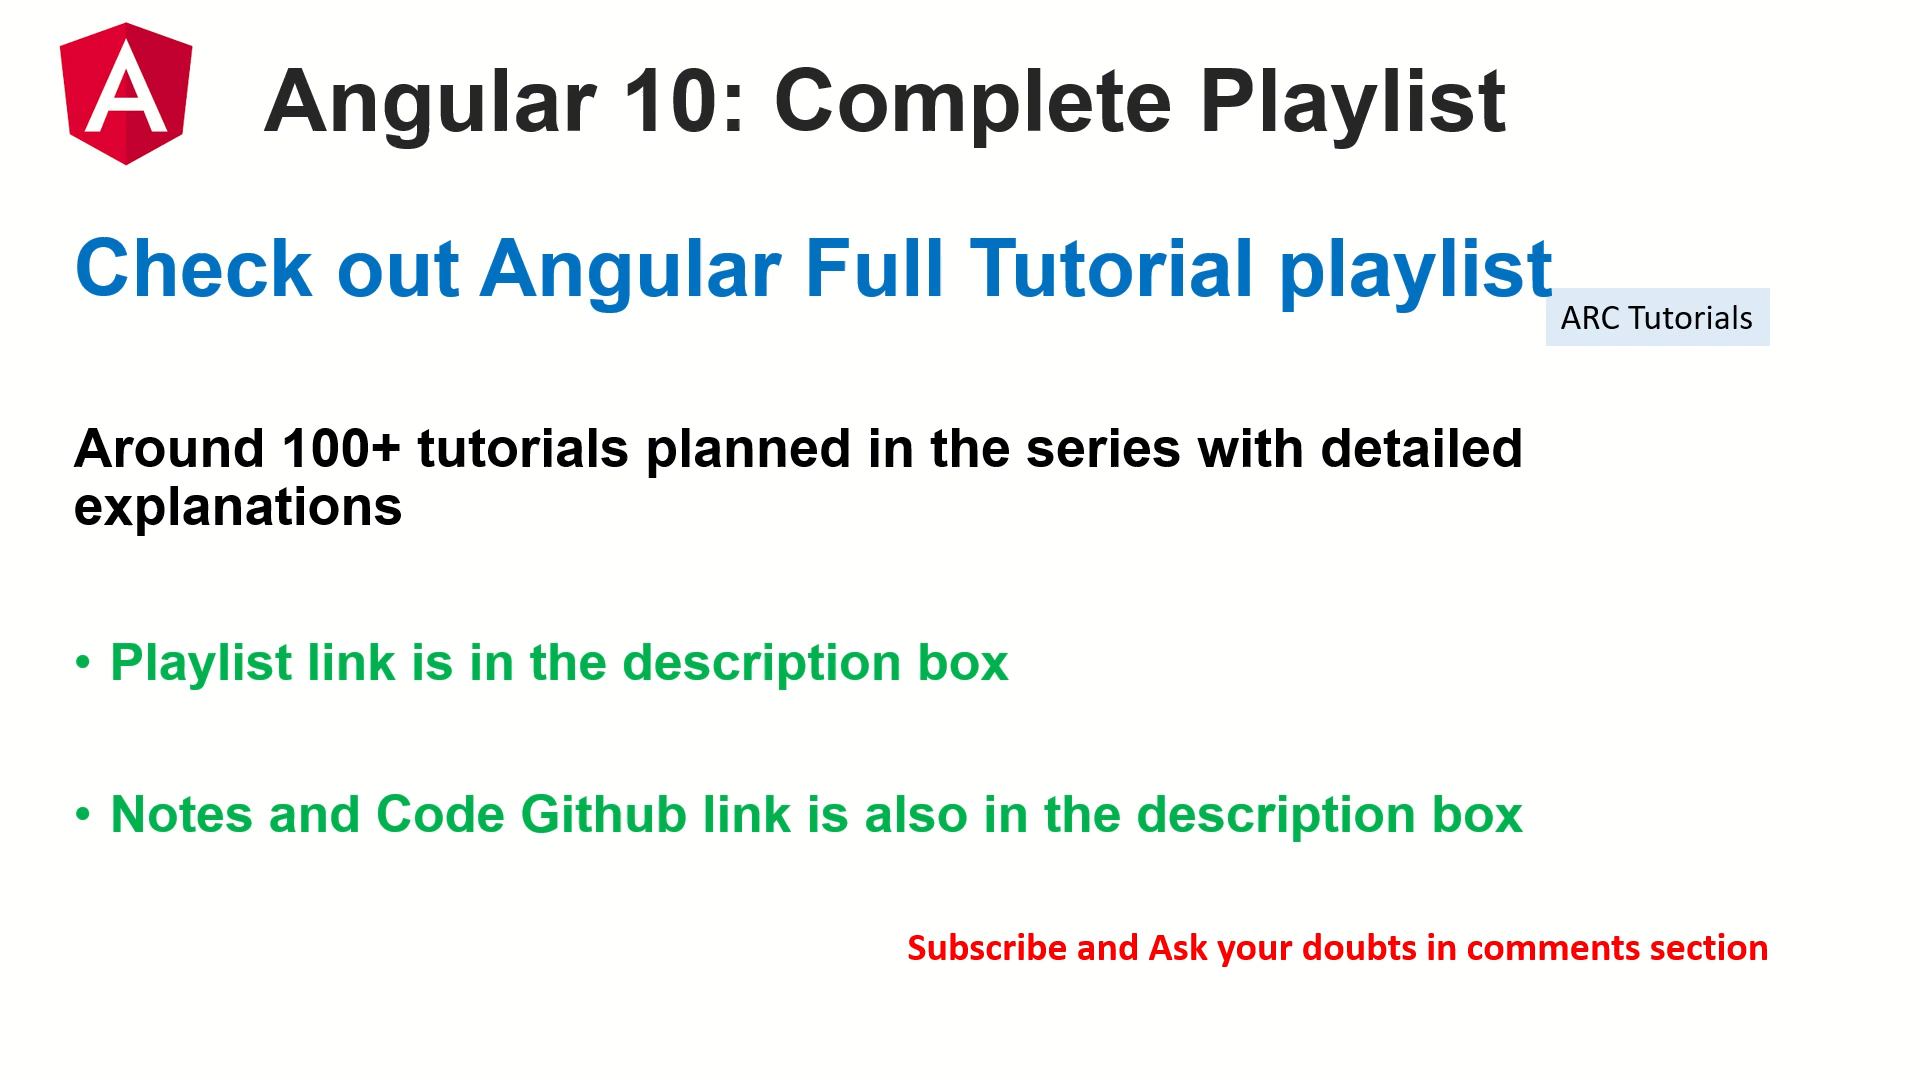 Angular 10: Complete Playlist
Check out Angular Full Tutorial playlist
ARC Tutorials
Around 100+ tutorials planned in the series with detailed
explanations
• Playlist link is in the description box
• Notes and Code Github link is also in the description box
Subscribe and Ask your doubts in comments section